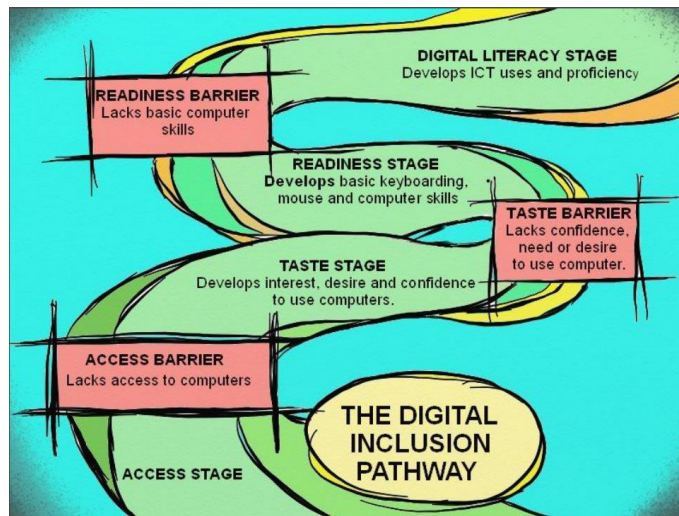 DIGITAL LITERACY STAGE
Develops ICT uses and proficiency
READINESS BARRIER
Lacks basic computer
skills
READINESS STAGE
Develops basic keyboarding,
mouse and computer skills
TASTE BARRIER
Lacks confidence,
need or desire
to use computer.
TASTE STAGE
Develops interest, desire and confidence
to use computers.
ACCESS BARRIER
Lacks access to computers
THE DIGITAL
INCLUSION
PATHWAY
ACCESS STAGE